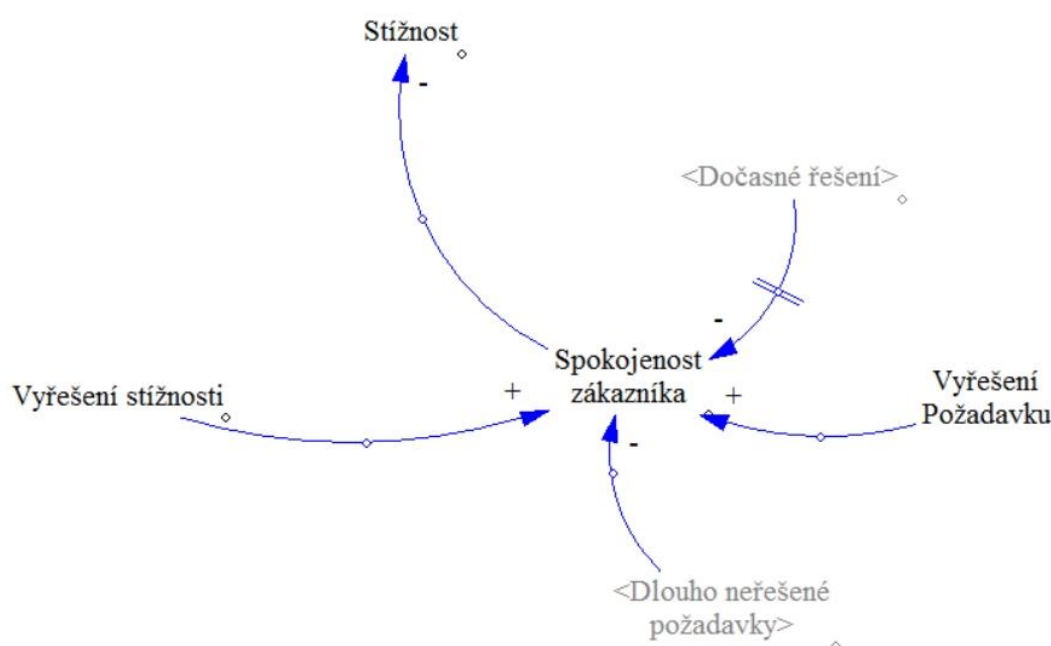 Stížnost
-
<Dočasné řešení>
-
Spokojenost
zákazníka
+
+
Vyřešení stížnosti
Vyřešení
Požadavku
-
<Dlouho neřešené
požadavky>